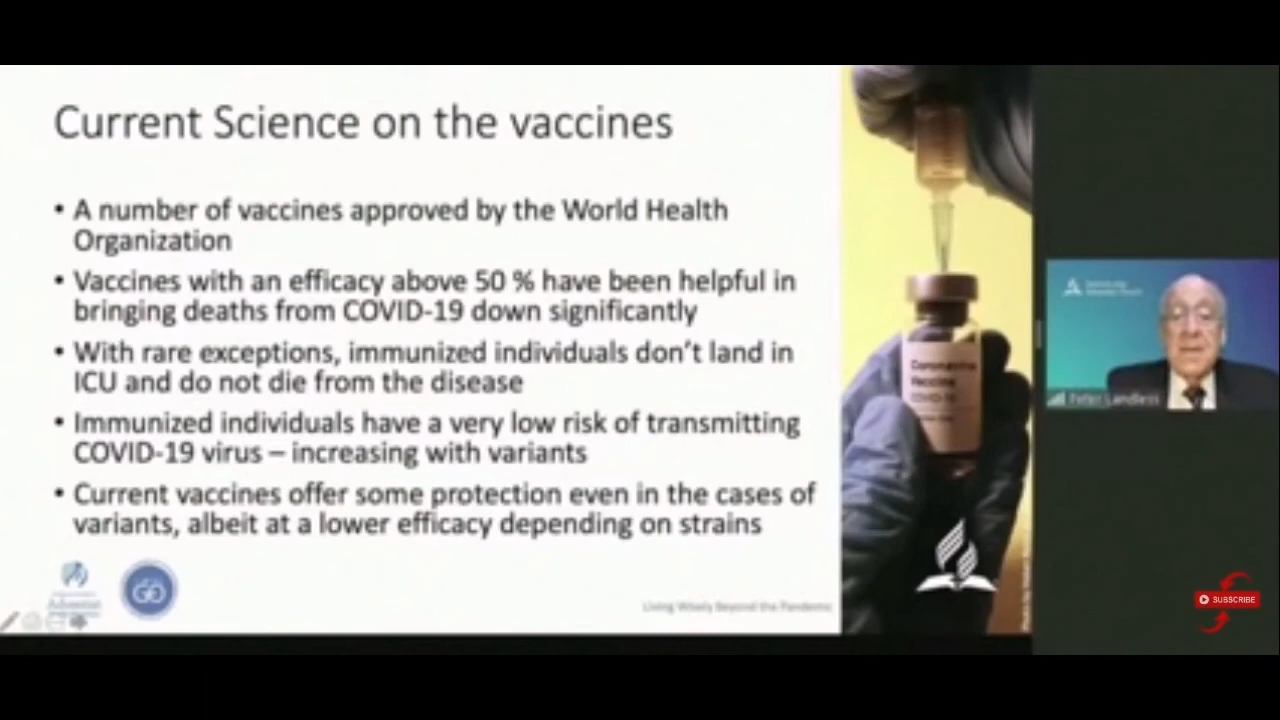 Current Science on the vaccines
• A number of vaccines approved by the World Health
Organization
• Vaccines with an efficacy above 50 % have been helpful in
bringing deaths from COVID-19 down significantly
• With rare exceptions, immunized individuals don't land in
ICU and do not die from the disease
• Immunized individuals have a very low risk of transmitting
COVID-19 virus – increasing with variants
• Current vaccines offer some protection even in the cases of
variants, albeit at a lower efficacy depending on strains
Living Wisely Beyond the Pandemic
Coronavirus
Vaccine
COVID-19
Peter Landless
SUBSCRIBE